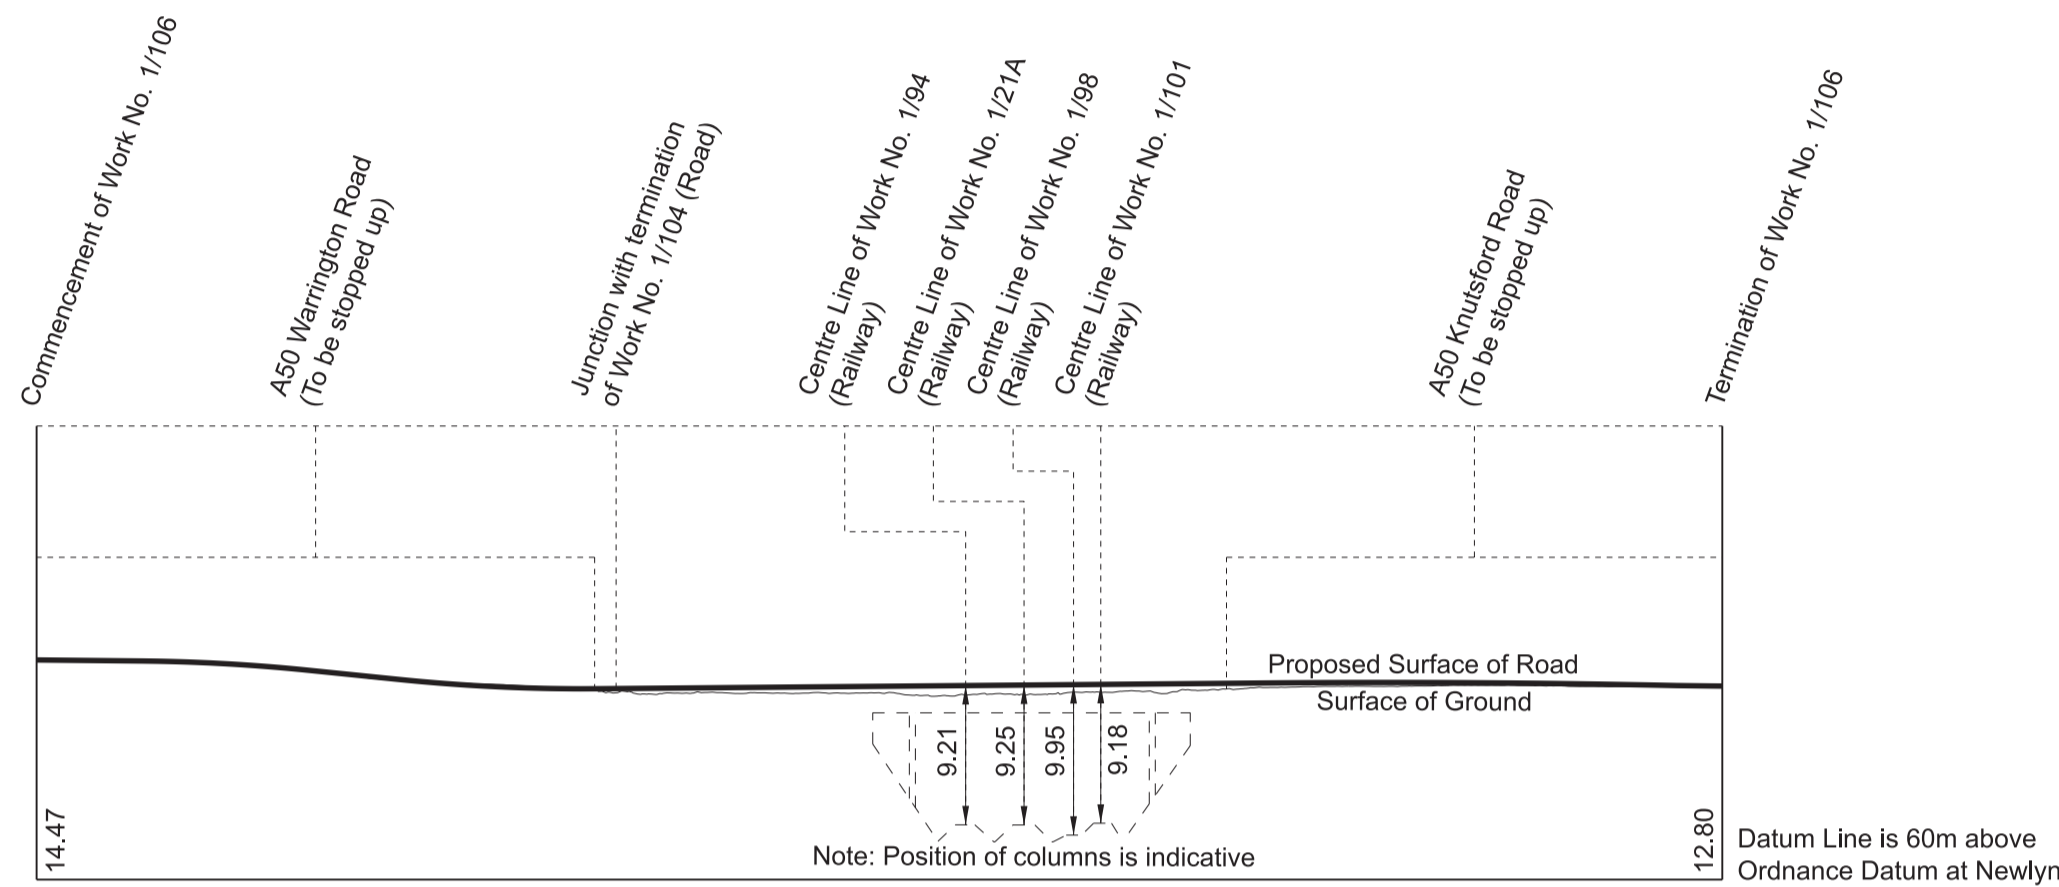 Commencement of Work No. 1/106
A50 Warrington Road
(To be stopped up)
Junction with termination
of Work No. 1/104 (Road)
Centre Line of Work No. 1/94
(Railway)
Centre Line of Work No. 1/21A
(Railway)
Centre Line of Work No. 1/98
(Railway)
Centre Line of Work No. 1/101
(Railway)
A50 Knutsford Road
(To be stopped up)
Termination of Work No. 1/106
Proposed Surface of Road
Surface of Ground
9.21
9.25
9.95
9.18
14.47
12.80
Note: Position of columns is indicative
Datum Line is 60m above
Ordnance Datum at Newlyn